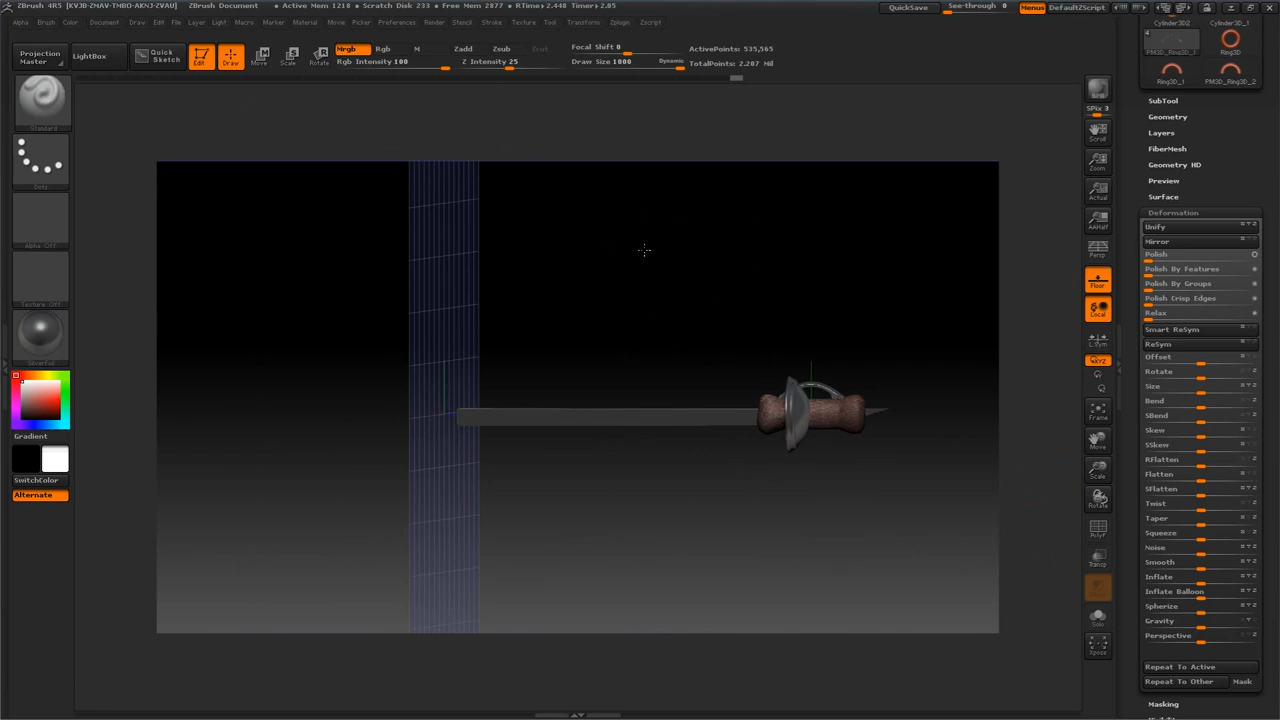 ZBrush 4R5 [KVJB-ZMAV-TMBO-AKNJ-ZVAU] ZBrush Document • Active Mem 1218 • Scratch Disk 233 • Free Mem 2877 • RTime▸2.448 Timer▸2.05 QuickSave See-through 0 Menus DefaultZScript
Alpha Brush Color Document Draw Edit File Layer Light Macro Marker Material Movie Picker Preferences Render Stencil Stroke Texture Tool Transform Zplugin Zscript
Projection Master
LightBox
Quick Sketch
Edit
Draw
Move
Scale
Rotate
Mrgb Rgb M
Rgb Intensity 100
Zadd Zsub Cut
Z Intensity 25
Focal Shift 0
Draw Size 1000 Dynamic
ActivePoints: 535,565
TotalPoints: 2.207 Mil
Standard
Dots
Alpha Off
Texture Off
Gradient
SwitchColor
Alternate
SPix 3
Scroll
Zoom
Actual
AAHalf
Persp
Floor
Local
L.Sym
XYZ
Frame
Move
Scale
Rotate
PolyF
Transp
Solo
Xpose
Cylinder3D2 Cylinder3D_1
4
PM3D_Ring3D_1 Ring3D
Ring3D_1 PM3D_Ring3D_2
SubTool
Geometry
Layers
FiberMesh
Geometry HD
Preview
Surface
Deformation
Unify
Mirror
Polish
Polish By Features
Polish By Groups
Polish Crisp Edges
Relax
Smart ReSym
ReSym
Offset
Rotate
Size
Bend
SBend
Skew
SSkew
RFlatten
Flatten
SFlatten
Twist
Taper
Squeeze
Noise
Smooth
Inflate
Inflate Balloon
Spherize
Gravity
Perspective
Repeat To Active
Repeat To Other Mask
Masking